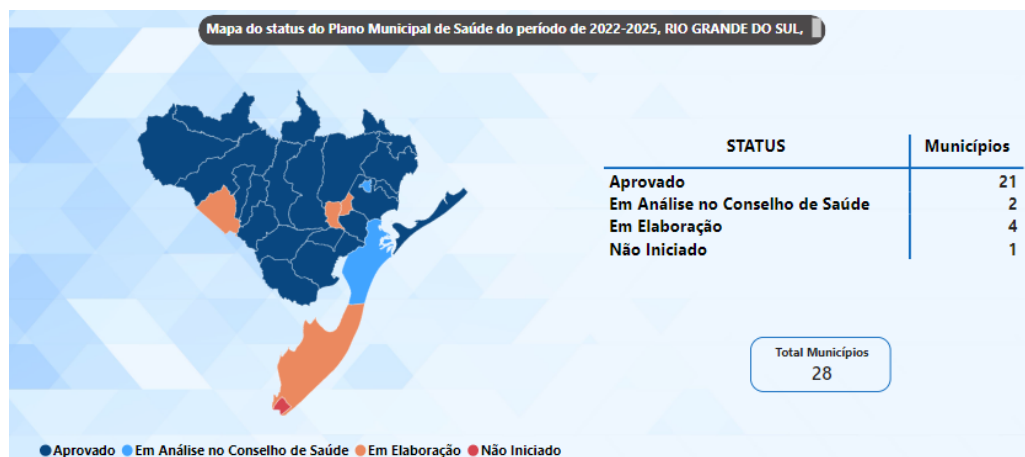 Mapa do status do Plano Municipal de Saúde do período de 2022-2025, RIO GRANDE DO SUL,
STATUS Municípios
Aprovado 21
Em Análise no Conselho de Saúde 2
Em Elaboração 4
Não Iniciado 1
Total Municípios
28
Aprovado Em Análise no Conselho de Saúde Em Elaboração Não Iniciado